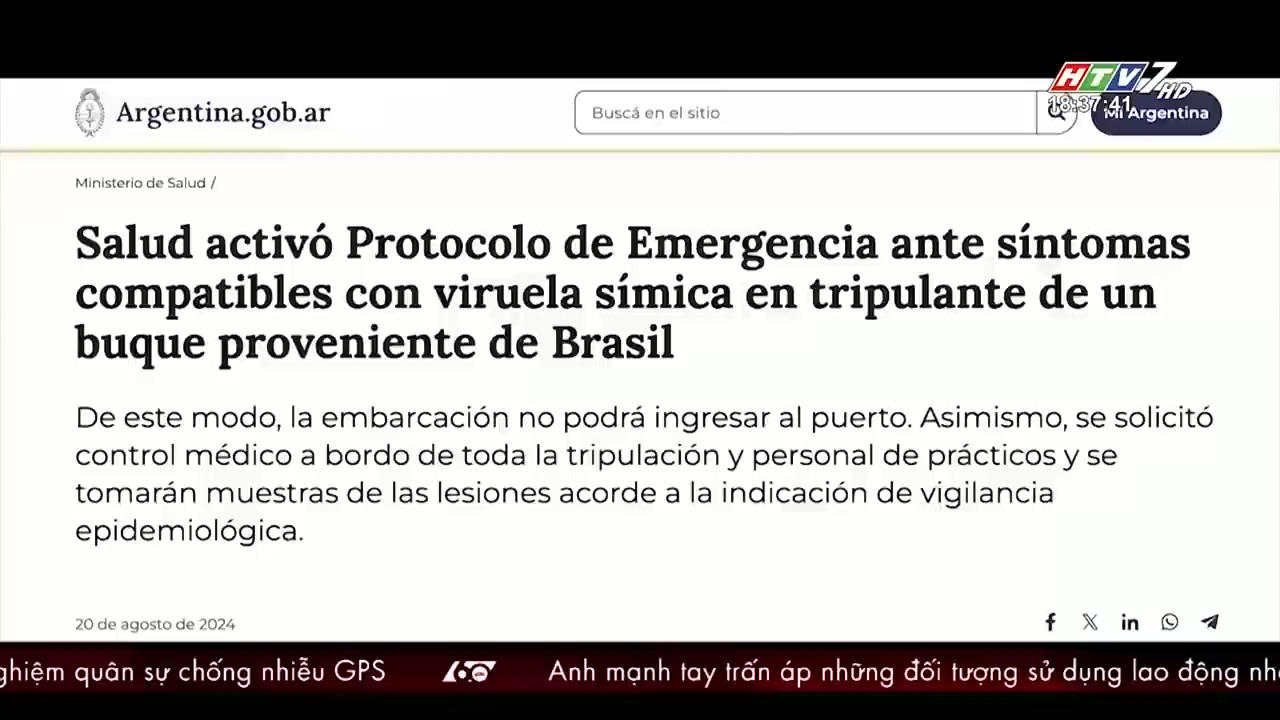 HTV7 HD
18:37:41
Argentina.gob.ar
Buscá en el sitio
Mi Argentina
Ministerio de Salud /
Salud activó Protocolo de Emergencia ante síntomas
compatibles con viruela símica en tripulante de un
buque proveniente de Brasil
De este modo, la embarcación no podrá ingresar al puerto. Asimismo, se solicitó
control médico a bordo de toda la tripulación y personal de prácticos y se
tomarán muestras de las lesiones acorde a la indicación de vigilancia
epidemiológica.
20 de agosto de 2024
nghiệm quân sự chống nhiễu GPS
Anh mạnh tay trấn áp những đối tượng sử dụng lao động